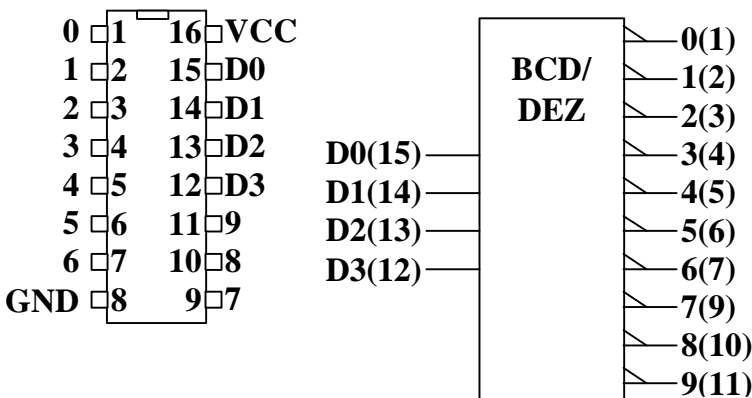 0 1 16 VCC
1 2 15 D0
2 3 14 D1
3 4 13 D2
4 5 12 D3
5 6 11 9
6 7 10 8
GND 8 9 7
BCD/
DEZ
D0(15)
D1(14)
D2(13)
D3(12)
0(1)
1(2)
2(3)
3(4)
4(5)
5(6)
6(7)
7(9)
8(10)
9(11)